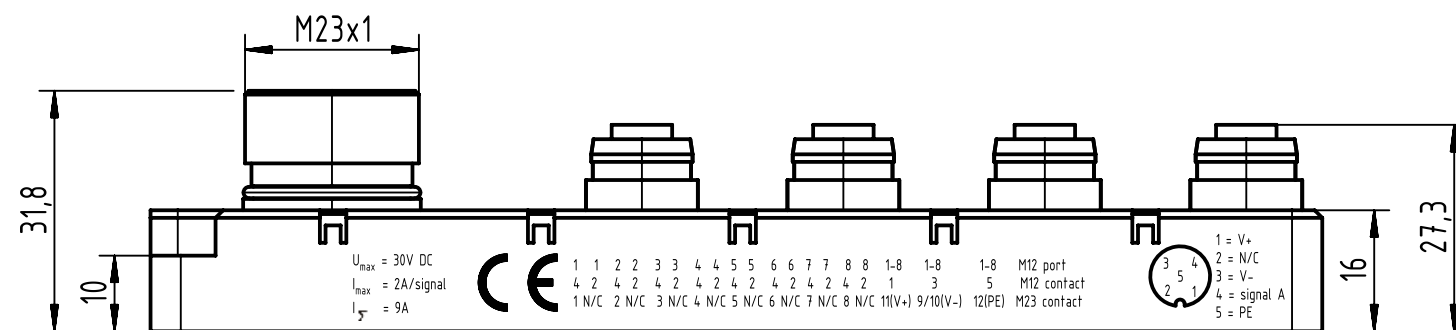 M23x1
31,8
10
U max = 30V DC
I max = 2A/signal
I Σ = 9A
CE
1 1 2 2 3 3 4 4 5 5 6 6 7 7 8 8 1-8 1-8 1-8 M12 port
4 2 4 2 4 2 4 2 4 2 4 2 4 2 4 2 1 3 5 M12 contact
1 N/C 2 N/C 3 N/C 4 N/C 5 N/C 6 N/C 7 N/C 8 N/C 11(V+) 9/10(V-) 12(PE) M23 contact
3 4
5
2 1
1 = V+
2 = N/C
3 = V-
4 = signal A
5 = PE
16
27,3